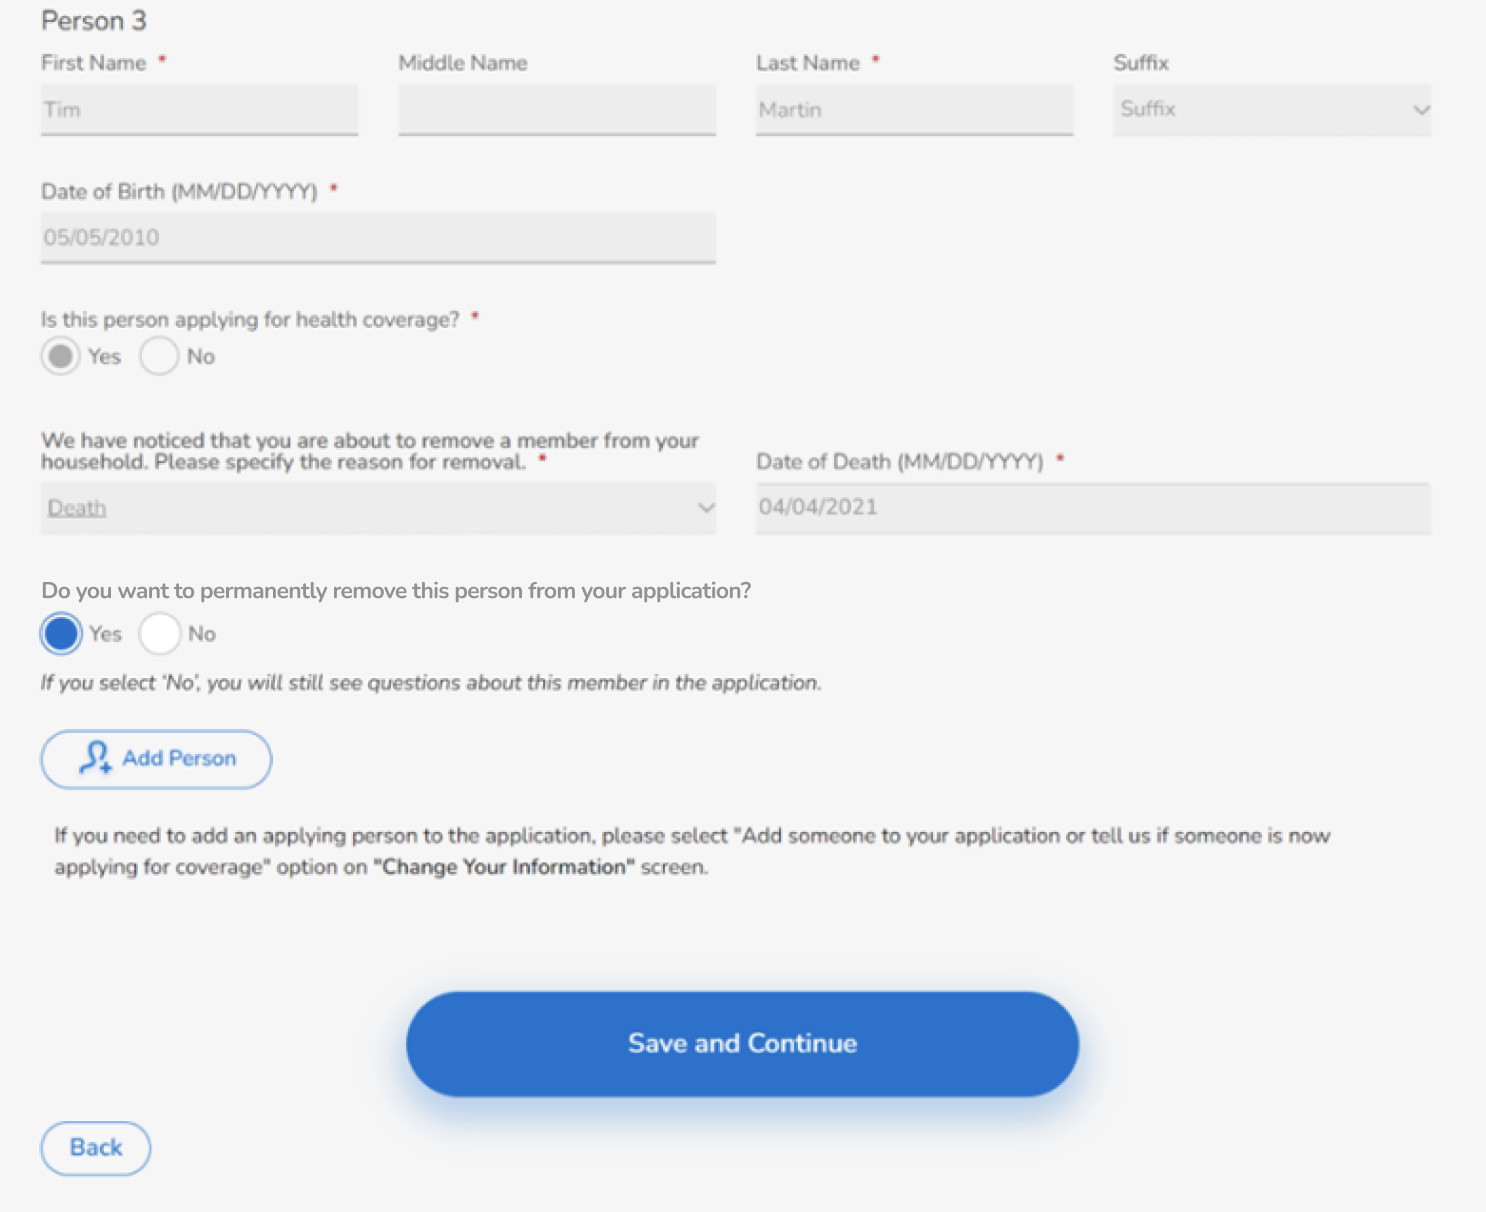 Person 3
First Name *
Middle Name
Last Name *
Suffix
Tim
Martin
Suffix
Date of Birth (MM/DD/YYYY) *
05/05/2010
Is this person applying for health coverage? *
Yes
No
We have noticed that you are about to remove a member from your
household. Please specify the reason for removal. *
Date of Death (MM/DD/YYYY) *
Death
04/04/2021
Do you want to permanently remove this person from your application?
Yes
No
If you select 'No', you will still see questions about this member in the application.
Add Person
If you need to add an applying person to the application, please select "Add someone to your application or tell us if someone is now
applying for coverage" option on "Change Your Information" screen.
Save and Continue
Back